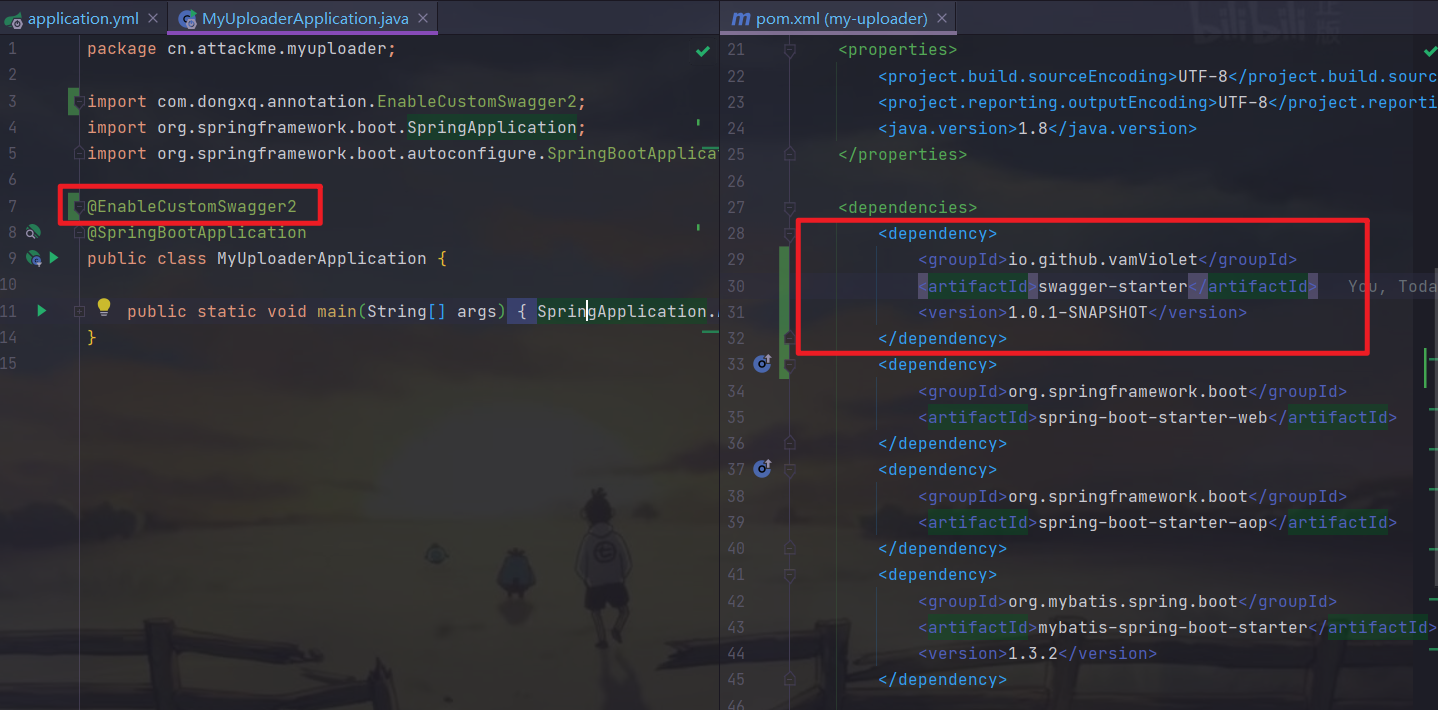 application.yml
MyUploaderApplication.java
1 package cn.attackme.myuploader;
2
3 import com.dongxq.annotation.EnableCustomSwagger2;
4 import org.springframework.boot.SpringApplication;
5 import org.springframework.boot.autoconfigure.SpringBootApplicat
6
7 @EnableCustomSwagger2
8 @SpringBootApplication
9 public class MyUploaderApplication {
10
11 public static void main(String[] args) { SpringApplication.
14 }
15
pom.xml (my-uploader)
bilibili
21 <properties>
22 <project.build.sourceEncoding>UTF-8</project.build.sourc
23 <project.reporting.outputEncoding>UTF-8</project.reporti
24 <java.version>1.8</java.version>
25 </properties>
26
27 <dependencies>
28 <dependency>
29 <groupId>io.github.vamViolet</groupId>
30 <artifactId>swagger-starter</artifactId> You, Toda
31 <version>1.0.1-SNAPSHOT</version>
32 </dependency>
33 <dependency>
34 <groupId>org.springframework.boot</groupId>
35 <artifactId>spring-boot-starter-web</artifactId>
36 </dependency>
37 <dependency>
38 <groupId>org.springframework.boot</groupId>
39 <artifactId>spring-boot-starter-aop</artifactId>
40 </dependency>
41 <dependency>
42 <groupId>org.mybatis.spring.boot</groupId>
43 <artifactId>mybatis-spring-boot-starter</artifactId>
44 <version>1.3.2</version>
45 </dependency>
46